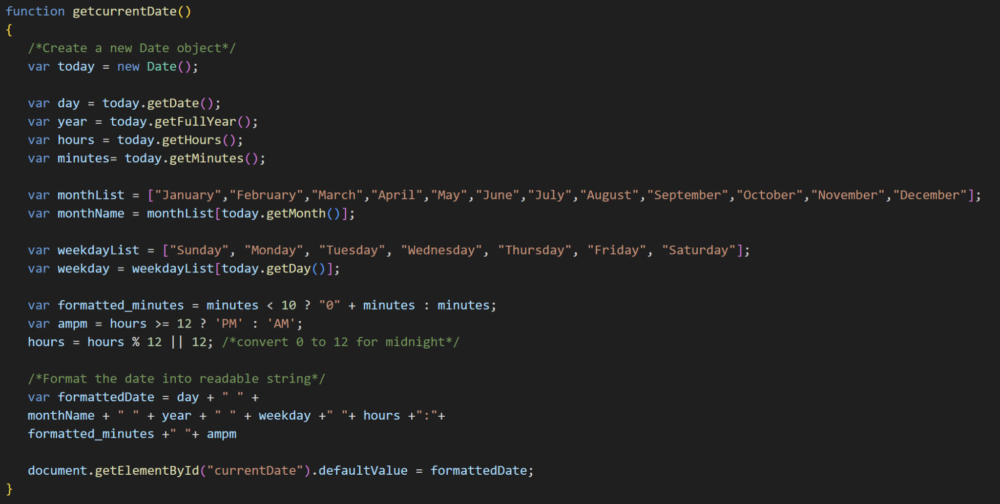 function getcurrentDate()
{
/*Create a new Date object*/
var today = new Date();
var day = today.getDate();
var year = today.getFullYear();
var hours = today.getHours();
var minutes= today.getMinutes();
var monthList = ["January","February","March","April","May","June","July","August","September","October","November","December"];
var monthName = monthList[today.getMonth()];
var weekdayList = ["Sunday", "Monday", "Tuesday", "Wednesday", "Thursday", "Friday", "Saturday"];
var weekday = weekdayList[today.getDay()];
var formatted_minutes = minutes < 10 ? "0" + minutes : minutes;
var ampm = hours >= 12 ? 'PM' : 'AM';
hours = hours % 12 || 12; /*convert 0 to 12 for midnight*/
/*Format the date into readable string*/
var formattedDate = day + " " +
monthName + " " + year + " " + weekday +" "+ hours +":"+
formatted_minutes +" "+ ampm
document.getElementById("currentDate").defaultValue = formattedDate;
}